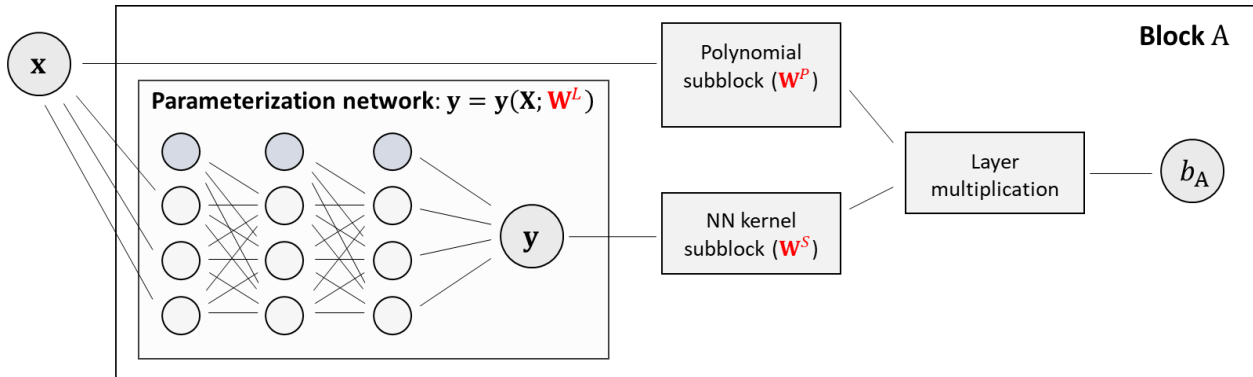 Block A
x
Polynomial
subblock (W^P)
Parameterization network: y = y(X; W^L)
Layer
multiplication
b_A
NN kernel
subblock (W^S)
y